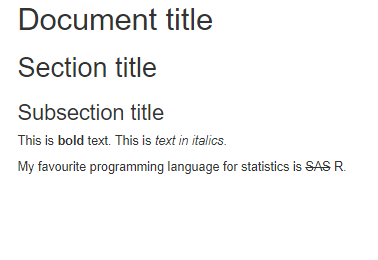 Document title
Section title
Subsection title
This is bold text. This is text in italics.
My favourite programming language for statistics is SAS R.